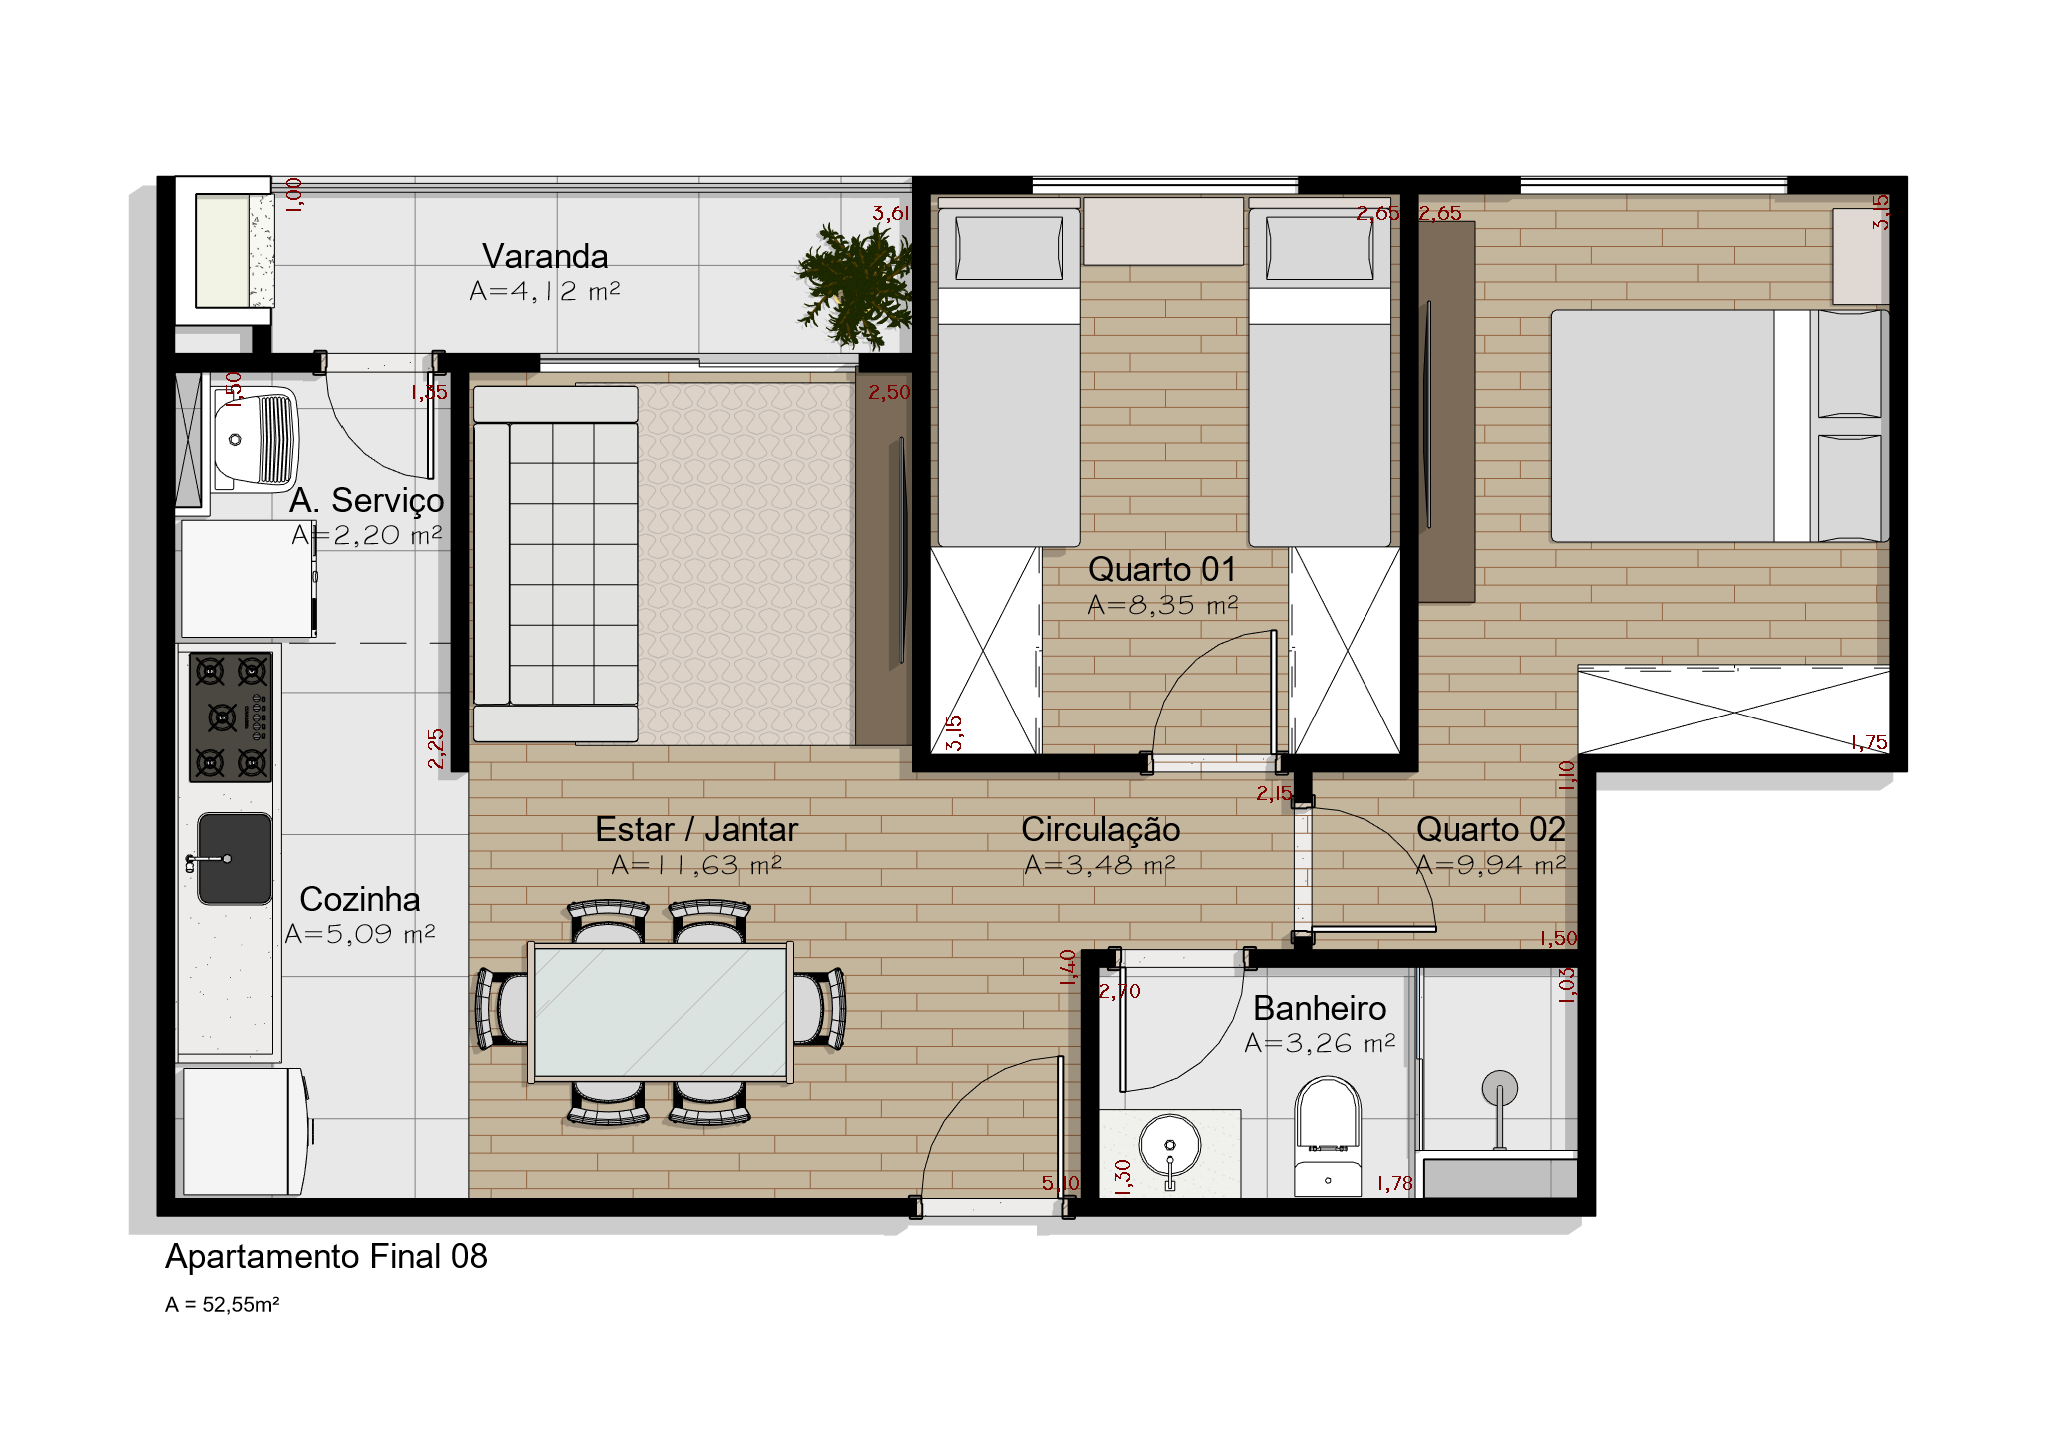 1,00
3,61
2,65
2,65
3,15
Varanda
A=4,12 m²
1,50
1,35
2,50
A. Serviço
A=2,20 m²
Quarto 01
A=8,35 m²
2,25
3,15
1,75
1,10
2,15
Estar / Jantar
A=11,63 m²
Circulação
A=3,48 m²
Quarto 02
A=9,94 m²
Cozinha
A=5,09 m²
1,50
1,40
2,70
1,03
Banheiro
A=3,26 m²
1,30
5,10
1,78
Apartamento Final 08
A = 52,55m²